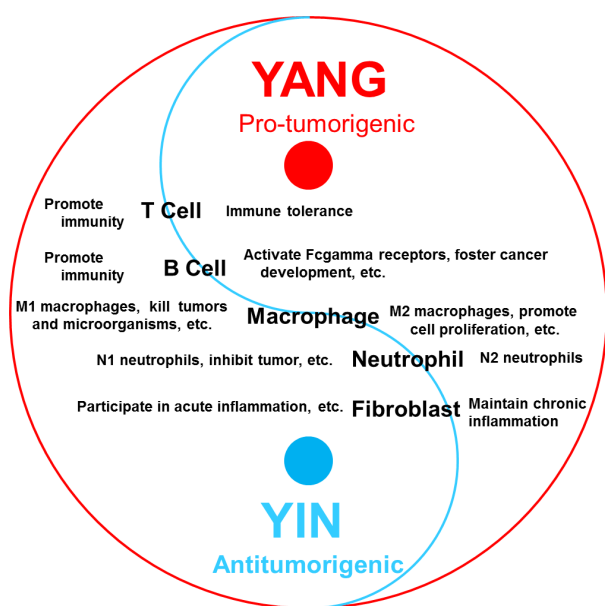 YANG
Pro-tumorigenic
Promote
immunity
T Cell
Immune tolerance
Promote
immunity
B Cell
Activate Fcgamma receptors, foster cancer
development, etc.
M1 macrophages, kill tumors
and microorganisms, etc.
Macrophage
M2 macrophages, promote
cell proliferation, etc.
N1 neutrophils, inhibit tumor, etc.
Neutrophil
N2 neutrophils
Participate in acute inflammation, etc.
Fibroblast
Maintain chronic
inflammation
YIN
Antitumorigenic